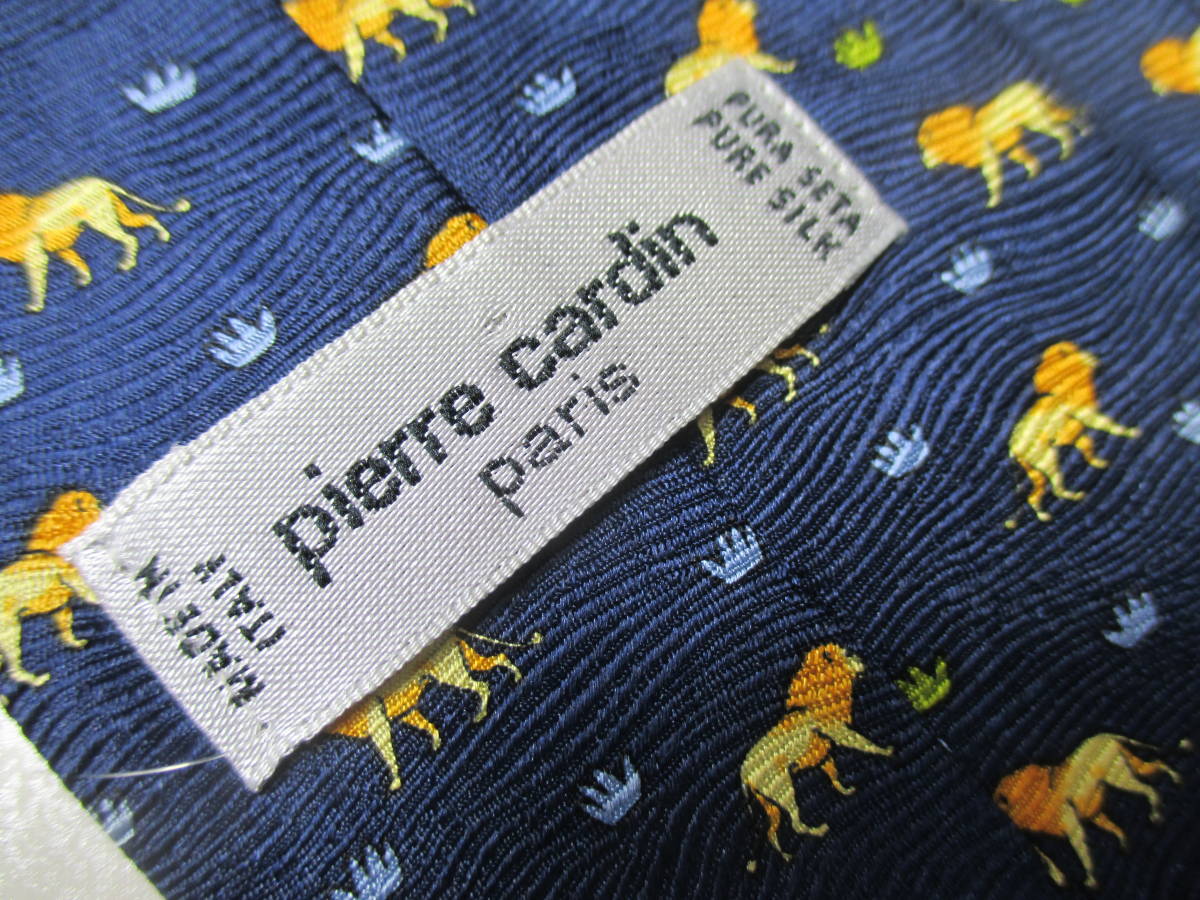 MADE IN
ITALY
pierre cardin
paris
PURA SETA
PURE SILK